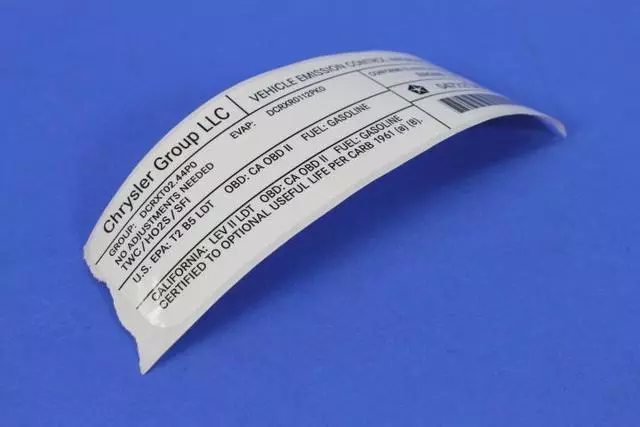 Chrysler Group LLC
VEHICLE EMISSION CONTROL
GROUP: DCRXT02.44P0
EVAP: DCRXR0112PK0
NO ADJUSTMENTS NEEDED
TWC/HO2S/SFI
U.S. EPA: T2 B5 LDT OBD: CA OBD II FUEL: GASOLINE
CALIFORNIA: LEV II LDT OBD: CA OBD II FUEL: GASOLINE
CERTIFIED TO OPTIONAL USEFUL LIFE PER CARB 1961 (a) (8).